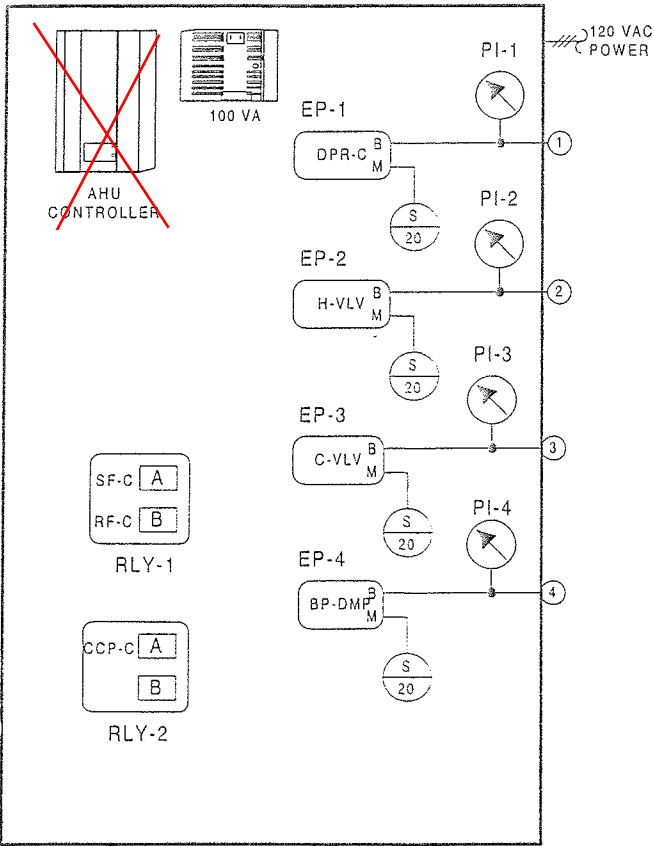 120 VAC
POWER
PI-1
100 VA
EP-1
DPR-C
B
M
1
AHU
CONTROLLER
S
20
PI-2
EP-2
H-VLV
B
M
2
S
20
PI-3
EP-3
C-VLV
B
M
3
SF-C A
RF-C B
RLY-1
S
20
PI-4
EP-4
BP-DMP
B
M
4
CCP-C A
B
RLY-2
S
20